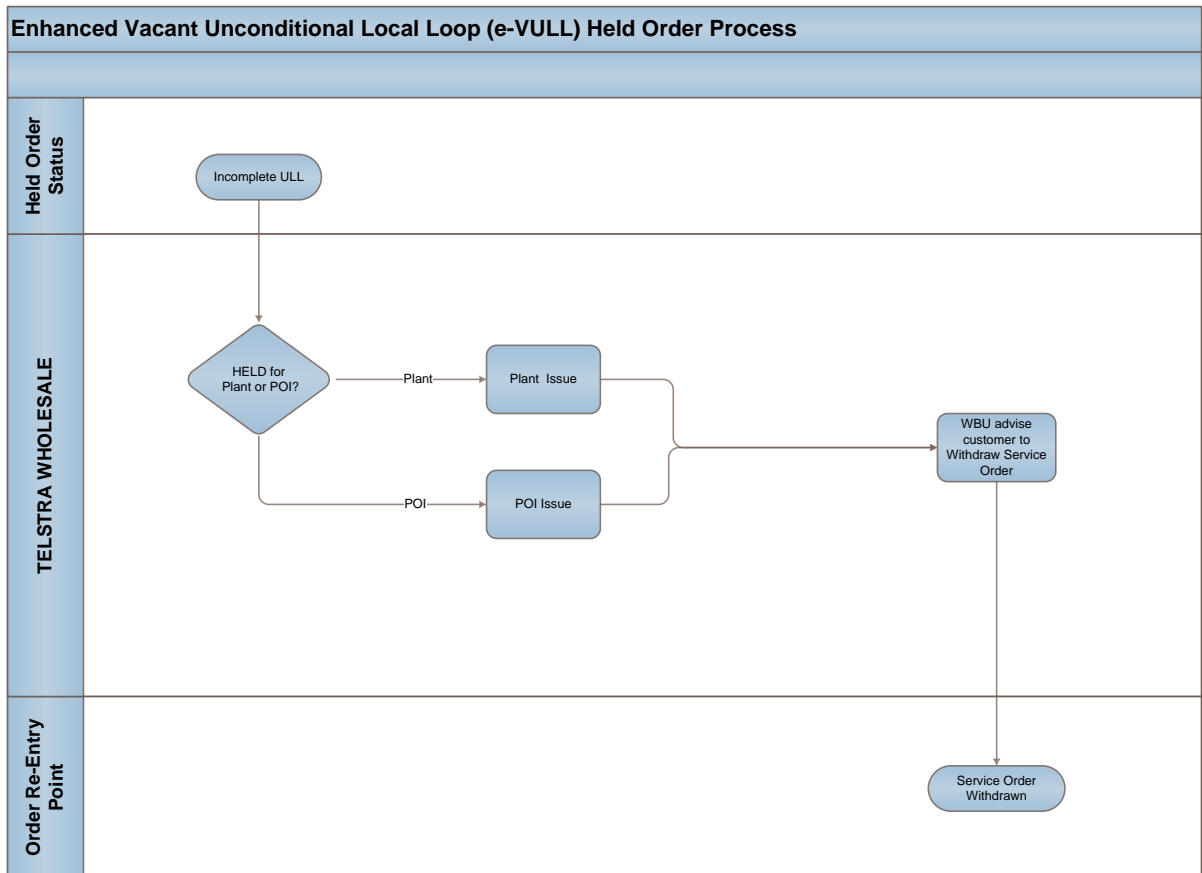 Enhanced Vacant Unconditional Local Loop (e-VULL) Held Order Process
Held Order
Status
Incomplete ULL
TELSTRA WHOLESALE
HELD for
Plant or POI?
Plant
Plant Issue
POI
POI Issue
WBU advise
customer to
Withdraw Service
Order
Order Re-Entry
Point
Service Order
Withdrawn